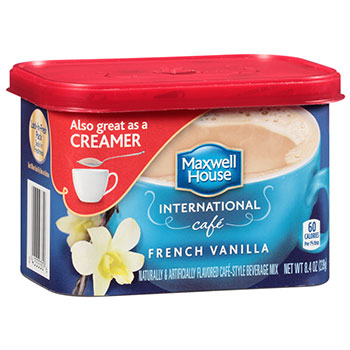 Also great as a
CREAMER
Maxwell
House
INTERNATIONAL
café
FRENCH VANILLA
60
CALORIES
NATURALLY & ARTIFICIALLY FLAVORED CAFÉ-STYLE BEVERAGE MIX
NET WT 8.4 OZ